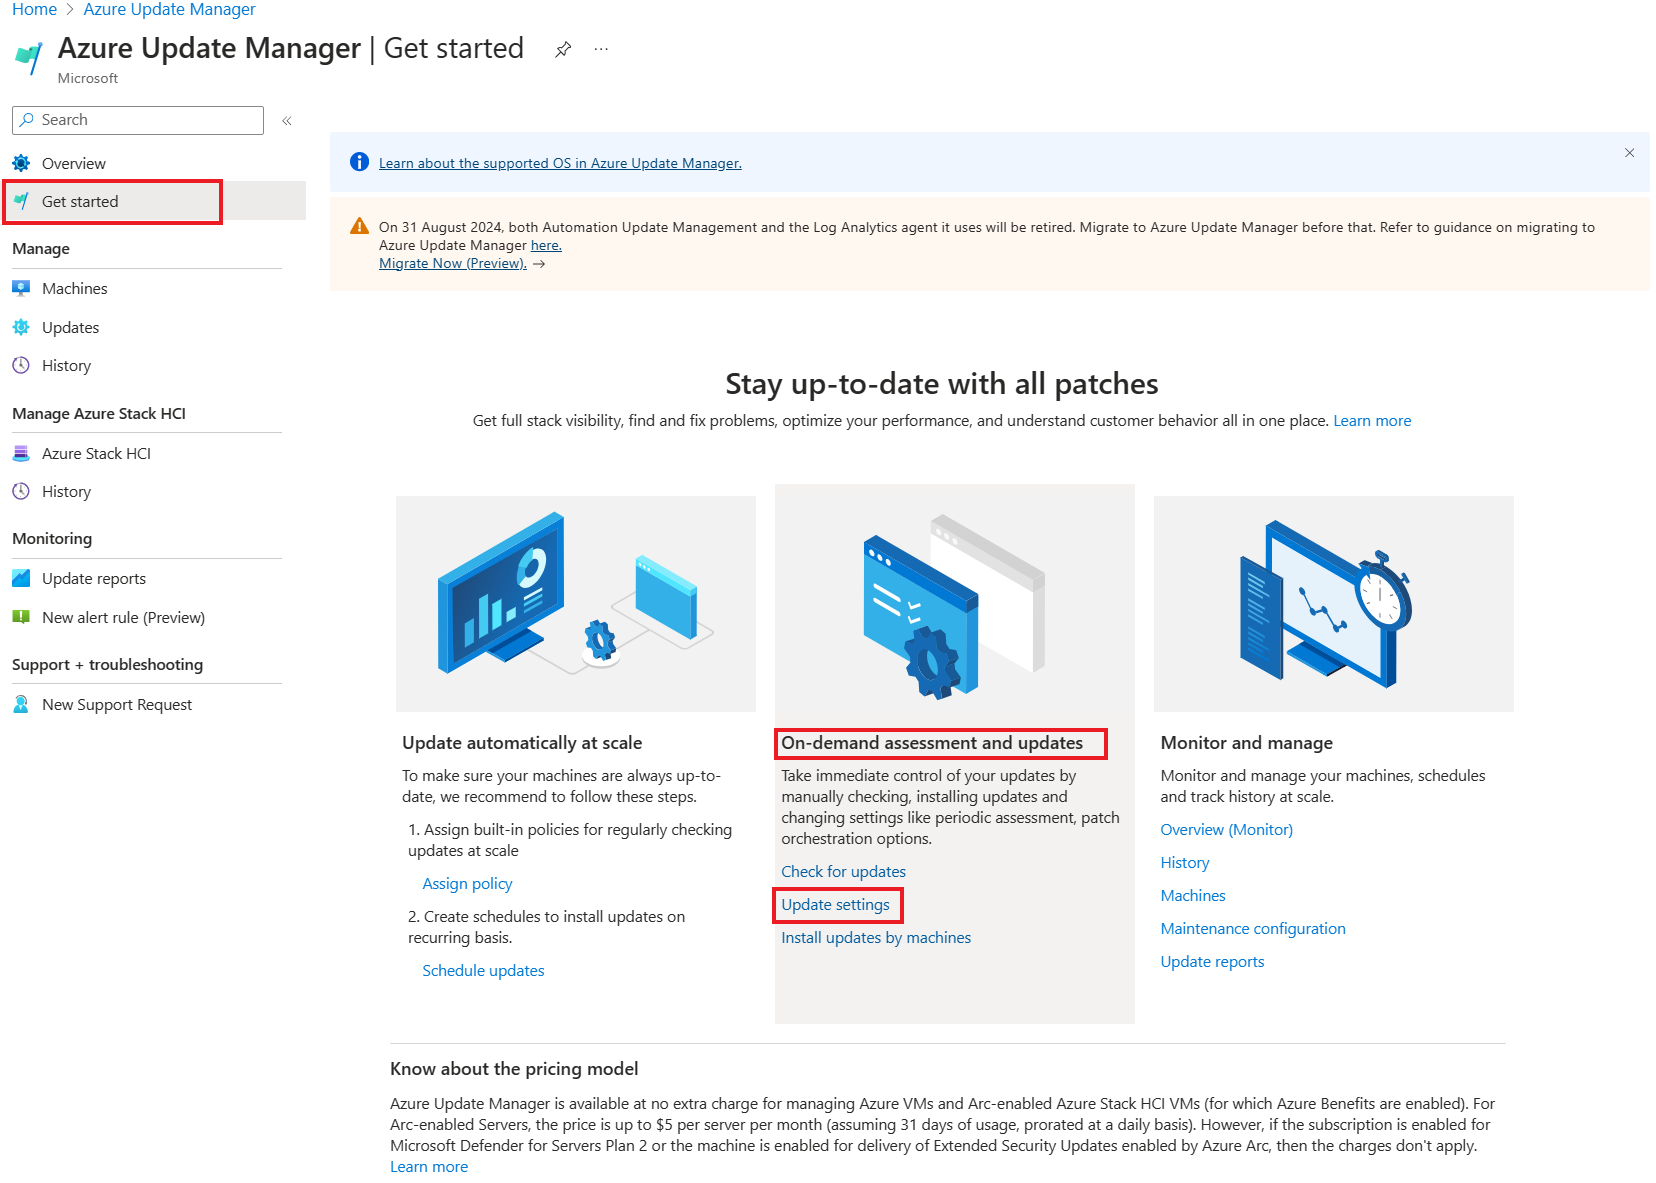 Home > Azure Update Manager
Azure Update Manager | Get started
Microsoft
Search
Overview
Get started
Manage
Machines
Updates
History
Manage Azure Stack HCI
Azure Stack HCI
History
Monitoring
Update reports
New alert rule (Preview)
Support + troubleshooting
New Support Request
Learn about the supported OS in Azure Update Manager.
On 31 August 2024, both Automation Update Management and the Log Analytics agent it uses will be retired. Migrate to Azure Update Manager before that. Refer to guidance on migrating to
Azure Update Manager here.
Migrate Now (Preview). →
Stay up-to-date with all patches
Get full stack visibility, find and fix problems, optimize your performance, and understand customer behavior all in one place. Learn more
Update automatically at scale
To make sure your machines are always up-to-
date, we recommend to follow these steps.
1. Assign built-in policies for regularly checking
updates at scale
Assign policy
2. Create schedules to install updates on
recurring basis.
Schedule updates
On-demand assessment and updates
Take immediate control of your updates by
manually checking, installing updates and
changing settings like periodic assessment, patch
orchestration options.
Check for updates
Update settings
Install updates by machines
Monitor and manage
Monitor and manage your machines, schedules
and track history at scale.
Overview (Monitor)
History
Machines
Maintenance configuration
Update reports
Know about the pricing model
Azure Update Manager is available at no extra charge for managing Azure VMs and Arc-enabled Azure Stack HCI VMs (for which Azure Benefits are enabled). For
Arc-enabled Servers, the price is up to $5 per server per month (assuming 31 days of usage, prorated at a daily basis). However, if the subscription is enabled for
Microsoft Defender for Servers Plan 2 or the machine is enabled for delivery of Extended Security Updates enabled by Azure Arc, then the charges don't apply.
Learn more